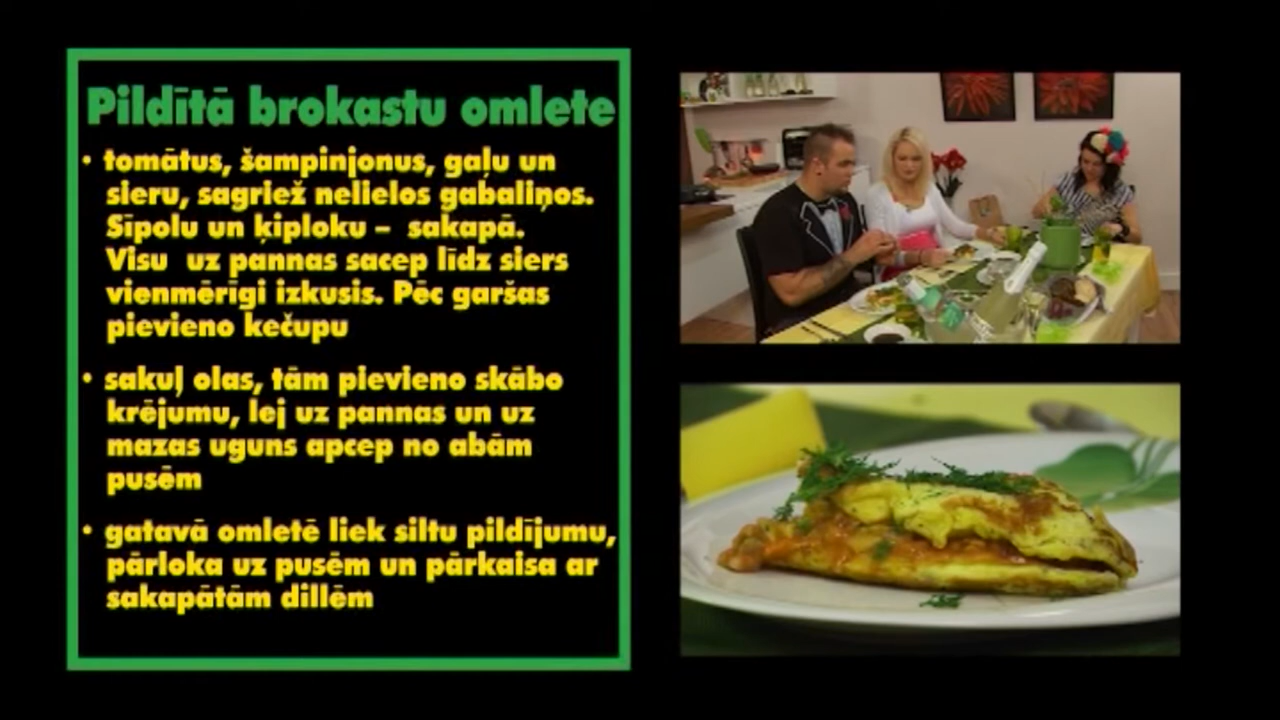 Pildītā brokastu omlete
• tomātus, šampinjonus, gaļu un
sieru, sagriež nelielos gabaliņos.
Sīpolu un ķiploku – sakapā.
Visu uz pannas sacep līdz siers
vienmērīgi izkusis. Pēc garšas
pievieno kečupu
• sakuļ olas, tām pievieno skābo
krējumu, lej uz pannas un uz
mazas uguns apcep no abām
pusēm
• gatavā omletē liek siltu pildījumu,
pārloka uz pusēm un pārkaisa ar
sakapātām dillēm